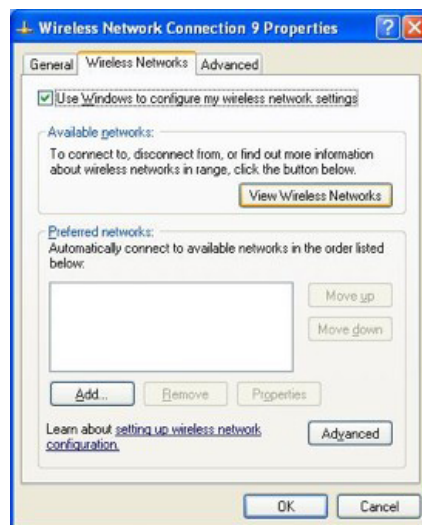 Wireless Network Connection 9 Properties
General Wireless Networks Advanced
Use Windows to configure my wireless network settings
Available networks:
To connect to, disconnect from, or find out more information
about wireless networks in range, click the button below.
View Wireless Networks
Preferred networks:
Automatically connect to available networks in the order listed
below:
Move up
Move down
Add... Remove Properties
Learn about setting up wireless network
configuration.
Advanced
OK Cancel